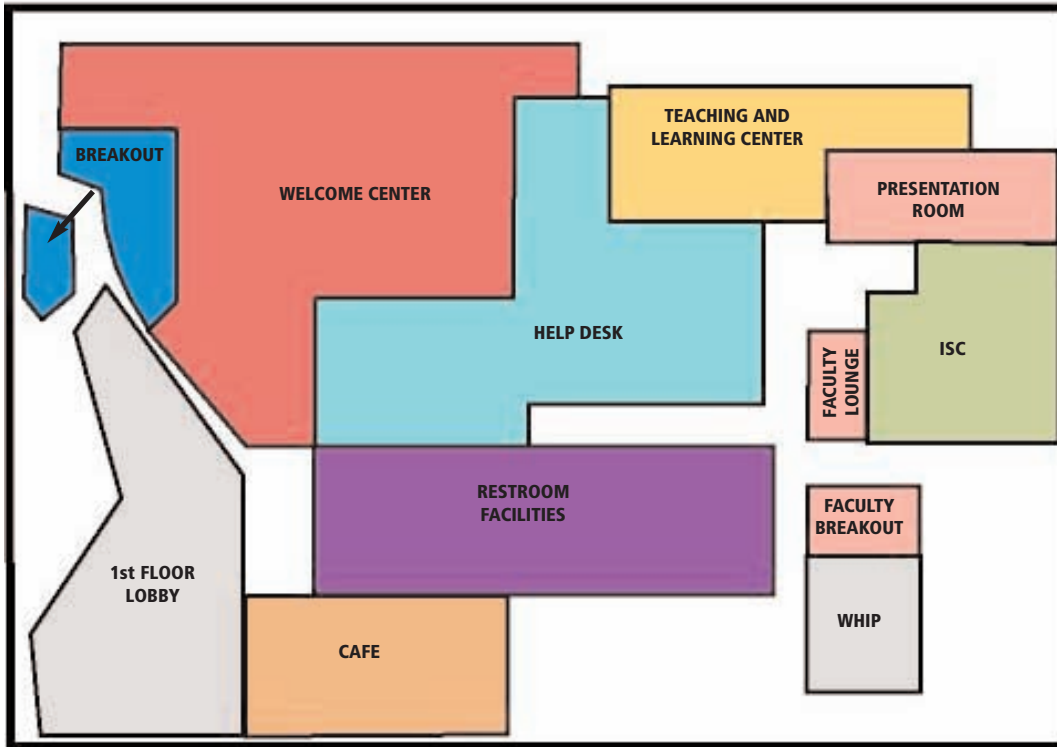 BREAKOUT
WELCOME CENTER
TEACHING AND
LEARNING CENTER
PRESENTATION
ROOM
HELP DESK
FACULTY
LOUNGE
ISC
RESTROOM
FACILITIES
FACULTY
BREAKOUT
1st FLOOR
LOBBY
WHIP
CAFE